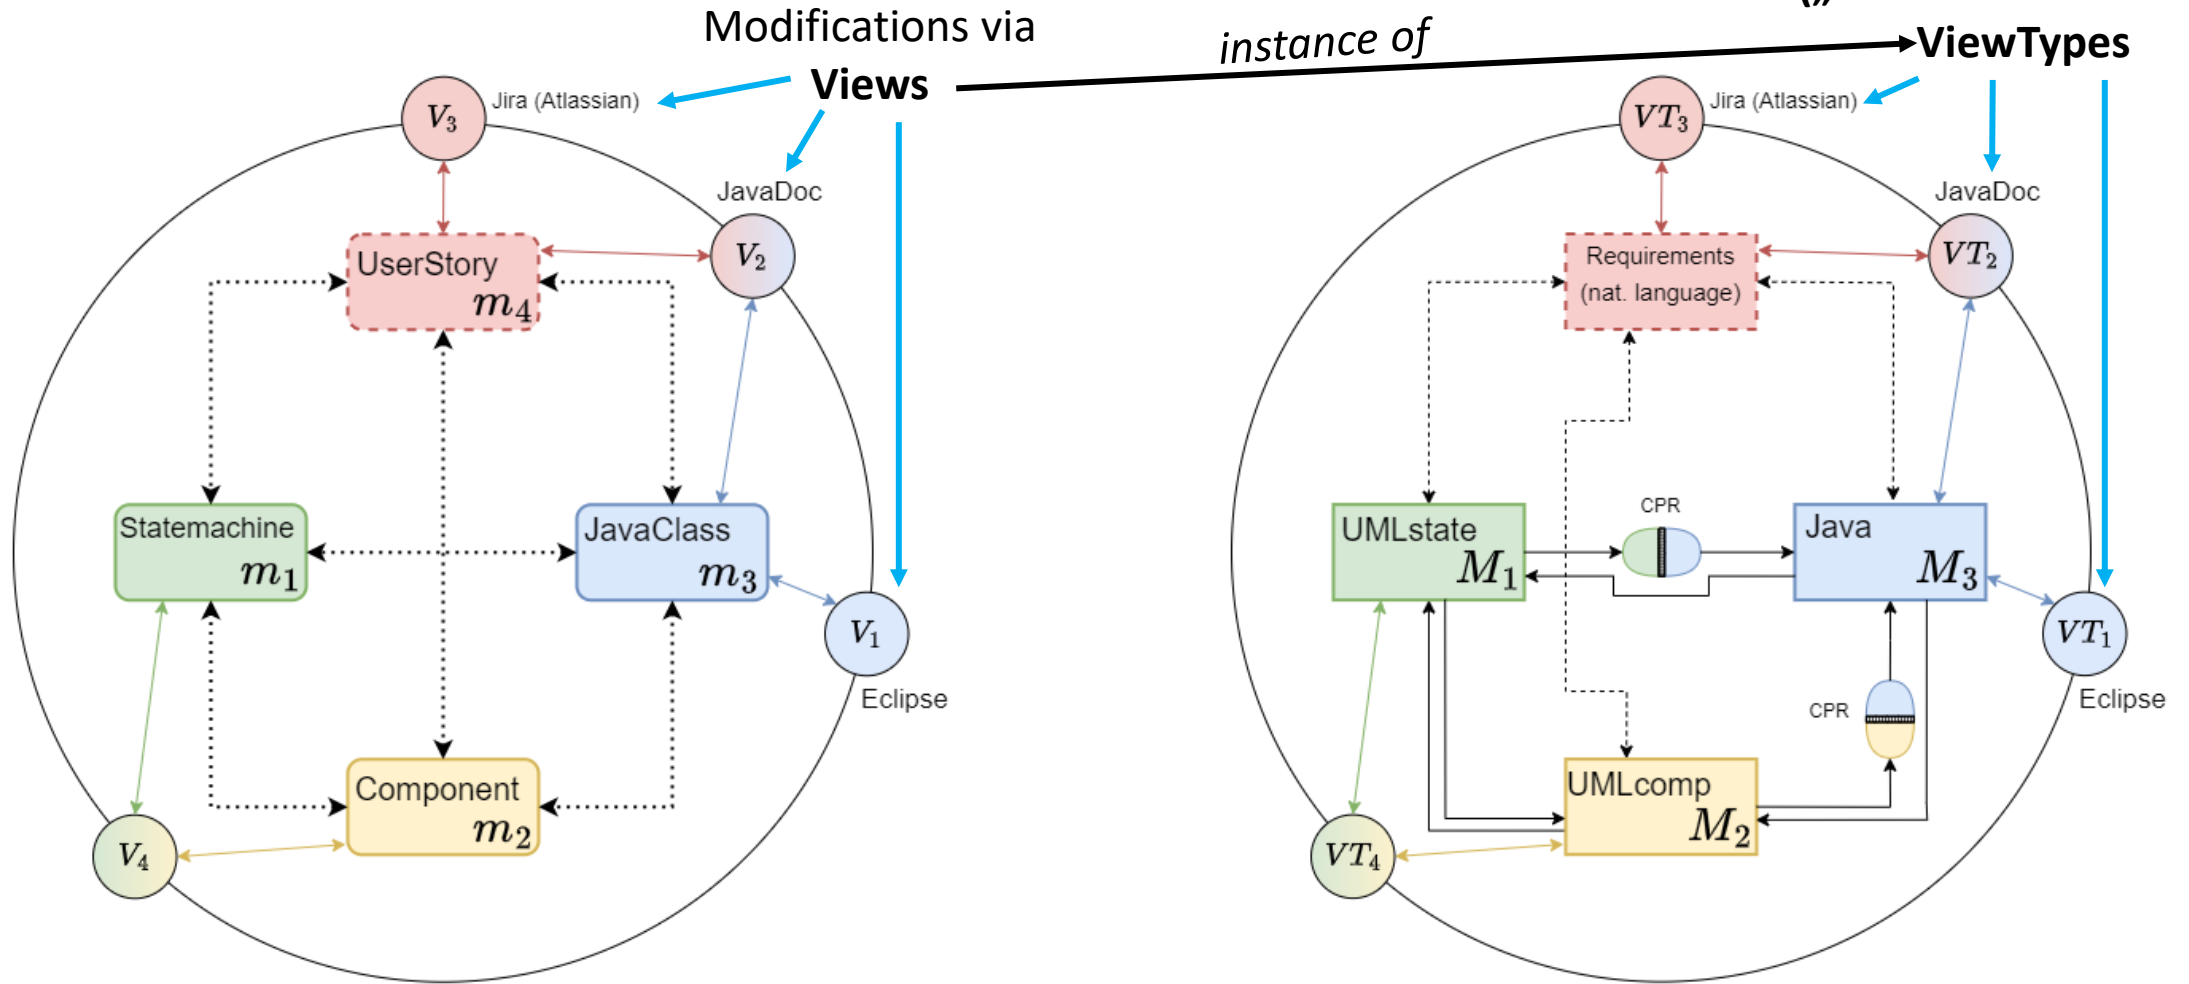 Modifications via
Views
instance of
ViewTypes
V₃
Jira (Atlassian)
JavaDoc
V₂
UserStory
m₄
Statemachine
m₁
JavaClass
m₃
V₁
Eclipse
Component
m₂
V₄
VT₃
Jira (Atlassian)
JavaDoc
VT₂
Requirements
(nat. language)
UMLstate
M₁
CPR
Java
M₃
VT₁
Eclipse
CPR
UMLcomp
M₂
VT₄